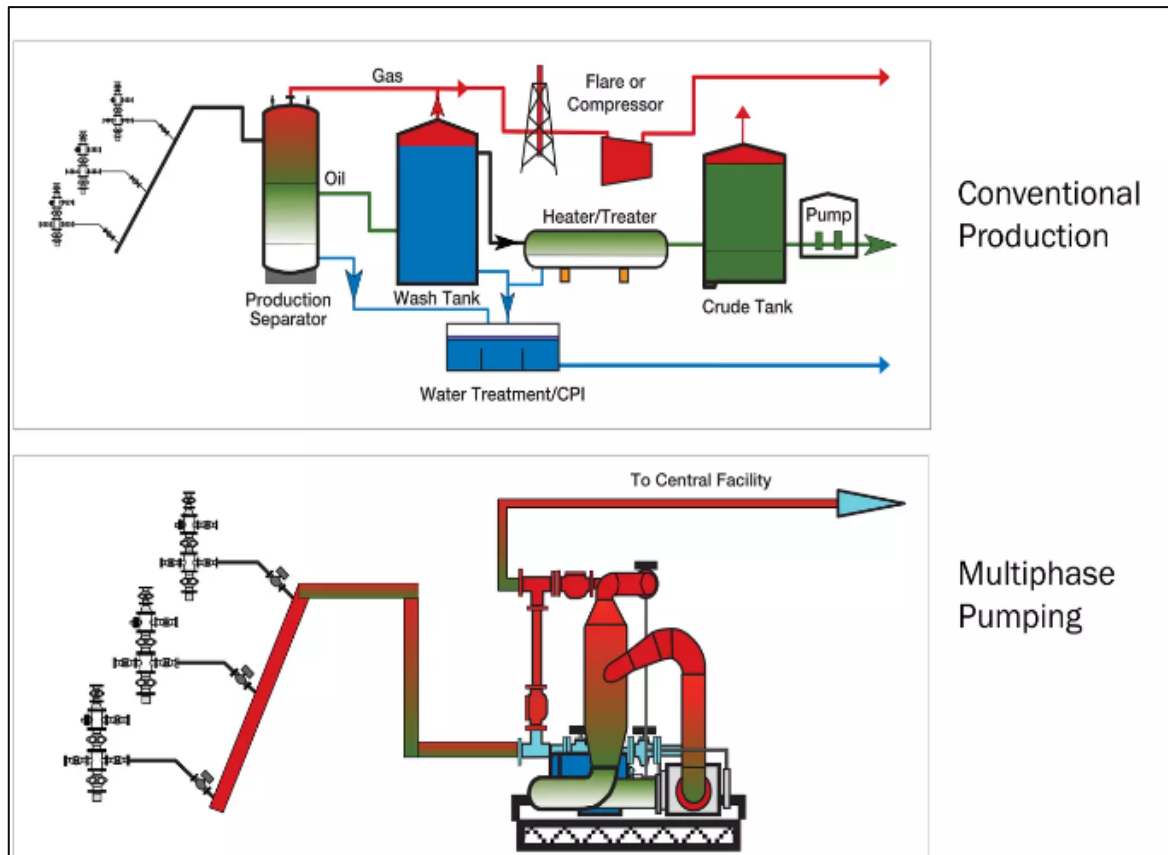 Gas
Flare or
Compressor
Oil
Heater/Treater
Pump
Production
Separator
Wash Tank
Crude Tank
Water Treatment/CPI
Conventional
Production
To Central Facility
Multiphase
Pumping